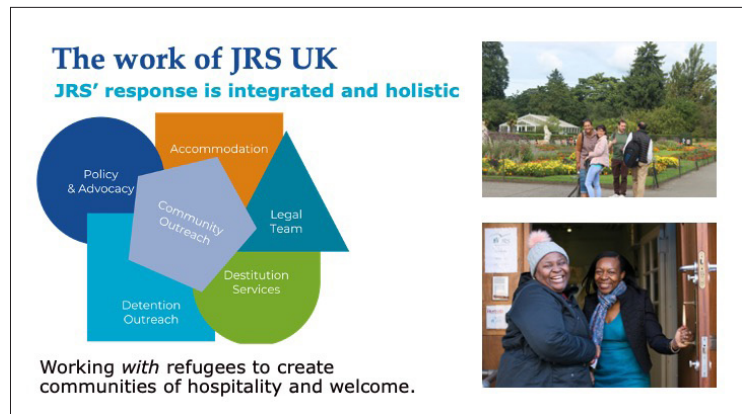 The work of JRS UK
JRS’ response is integrated and holistic
Accommodation
Policy
& Advocacy
Community
Outreach
Legal
Team
Destitution
Services
Detention
Outreach
Working with refugees to create
communities of hospitality and welcome.